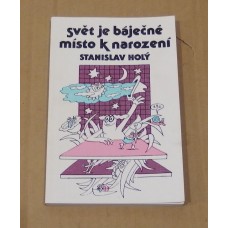 Svět je báječné
místo k narození
STANISLAV HOLÝ